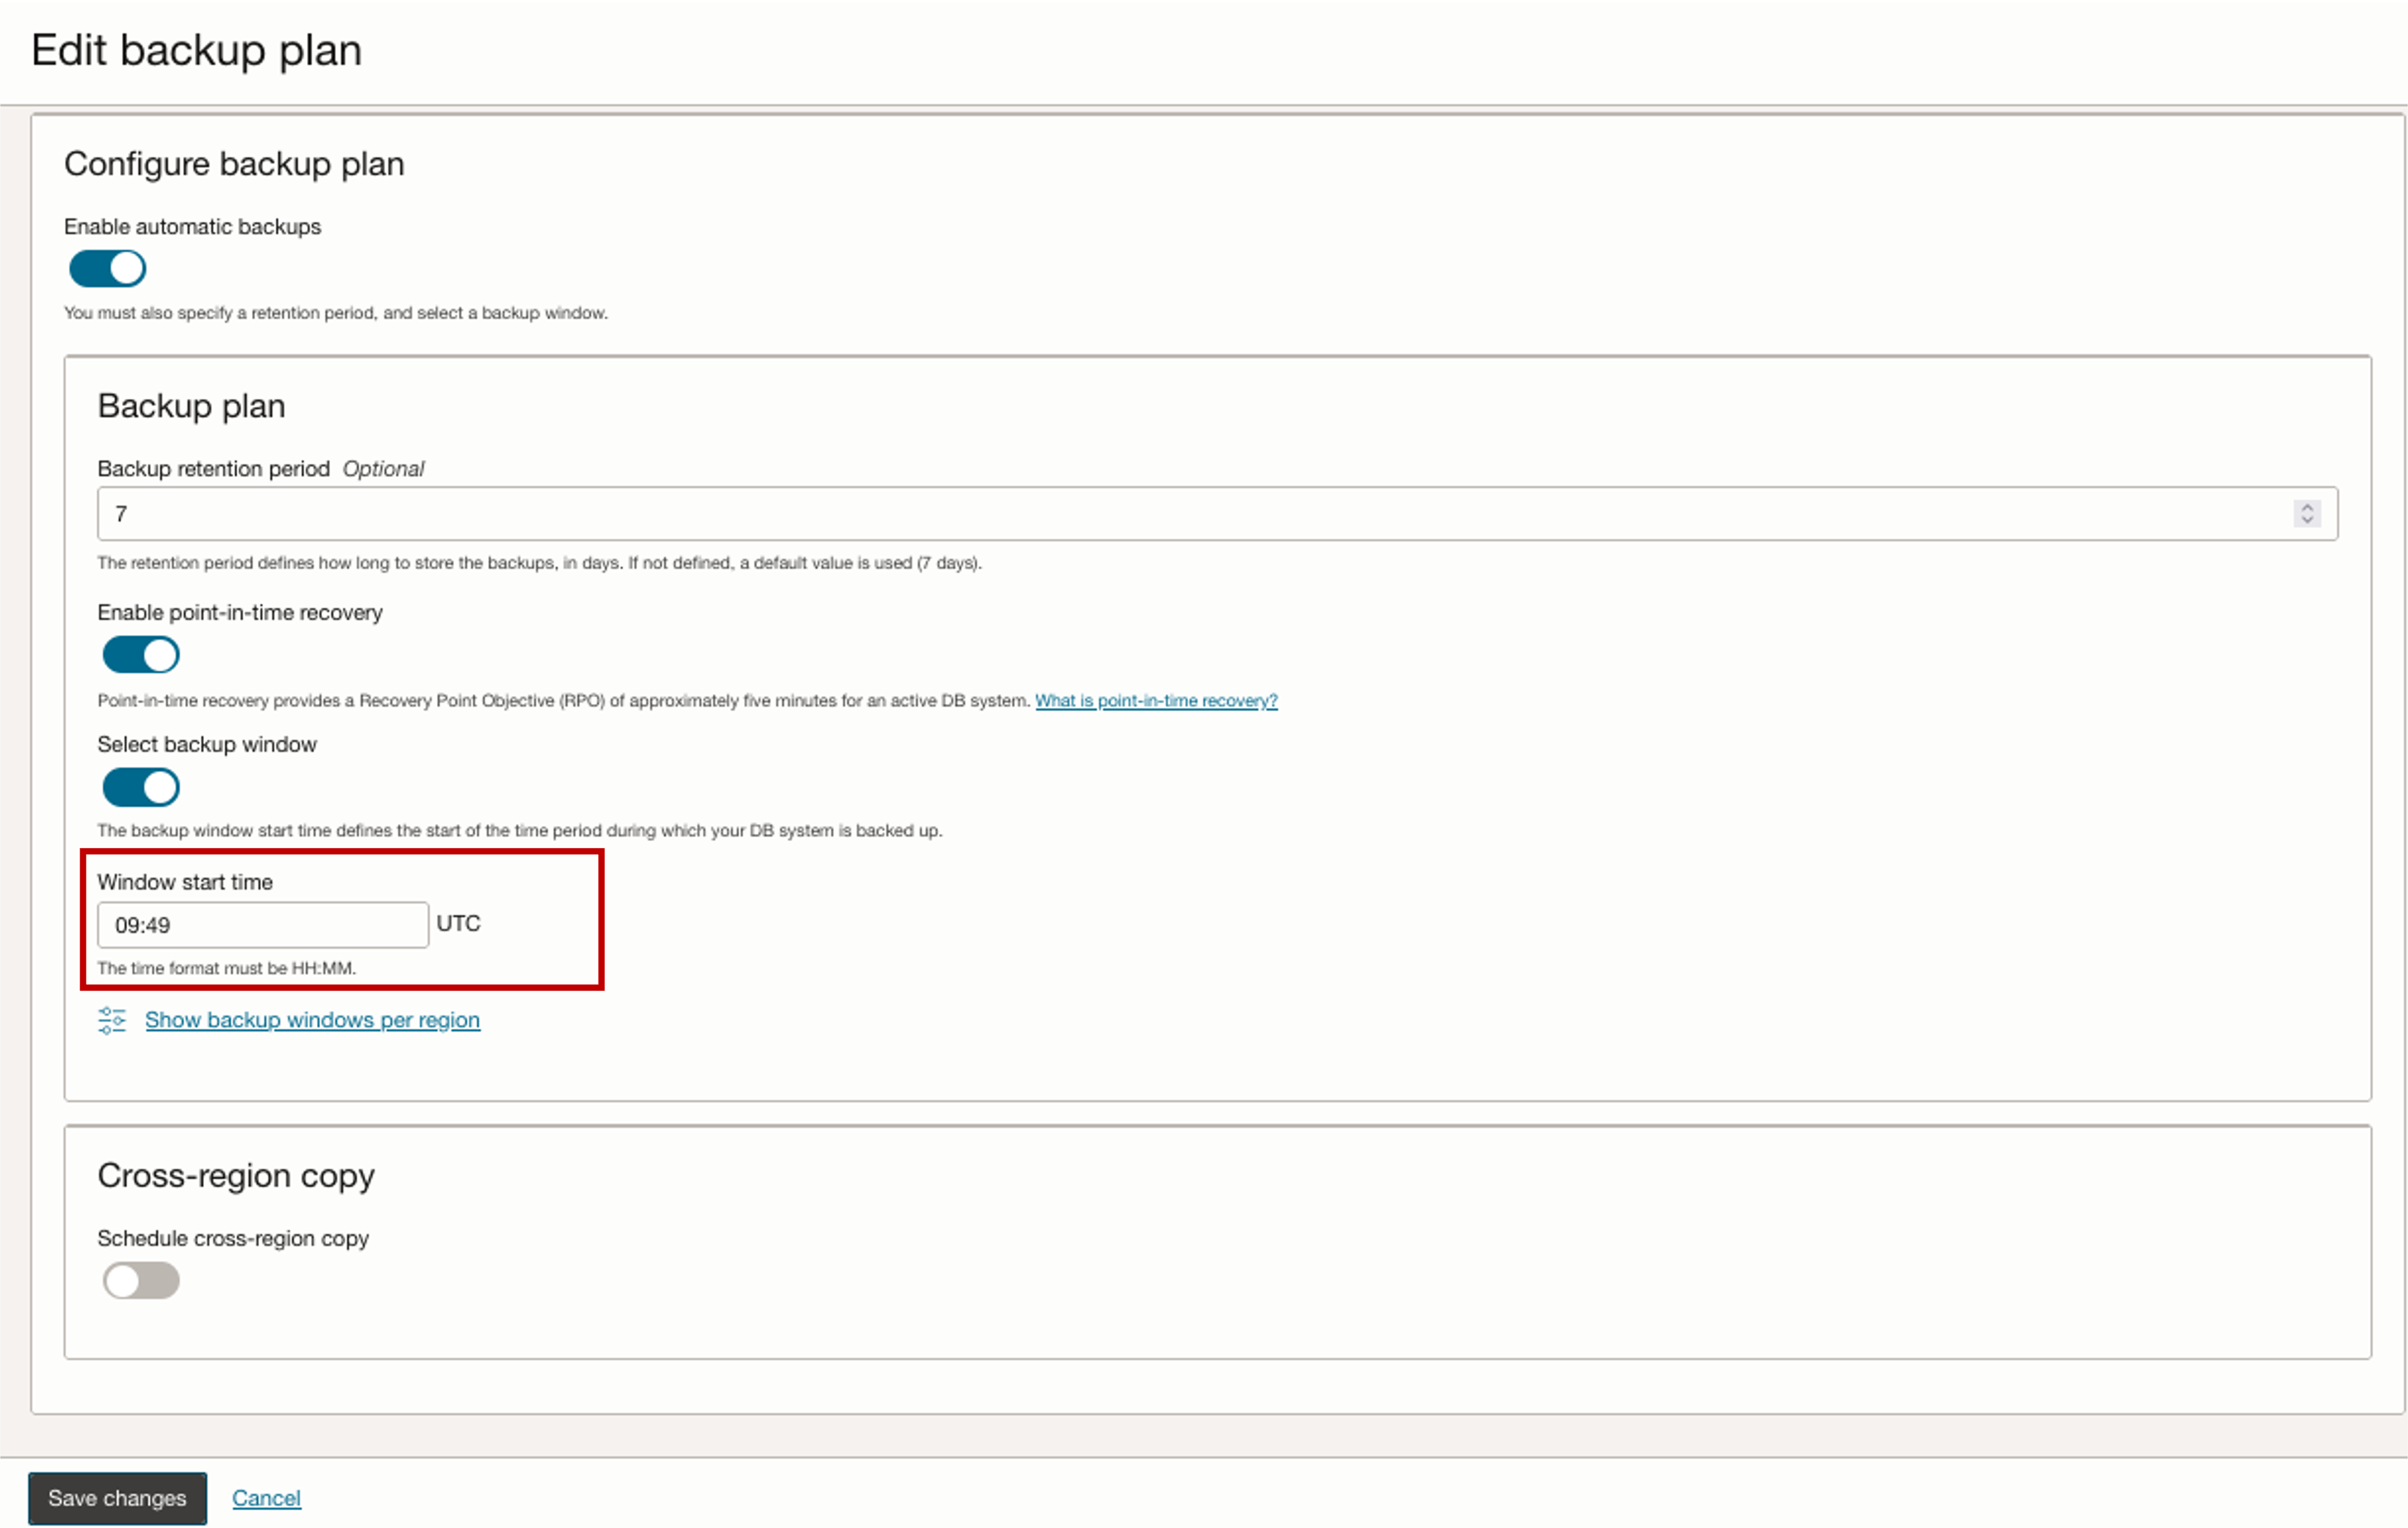 Edit backup plan
Configure backup plan
Enable automatic backups
You must also specify a retention period, and select a backup window.
Backup plan
Backup retention period Optional
7
The retention period defines how long to store the backups, in days. If not defined, a default value is used (7 days).
Enable point-in-time recovery
Point-in-time recovery provides a Recovery Point Objective (RPO) of approximately five minutes for an active DB system. What is point-in-time recovery?
Select backup window
The backup window start time defines the start of the time period during which your DB system is backed up.
Window start time
09:49 UTC
The time format must be HH:MM.
Show backup windows per region
Cross-region copy
Schedule cross-region copy
Save changes Cancel